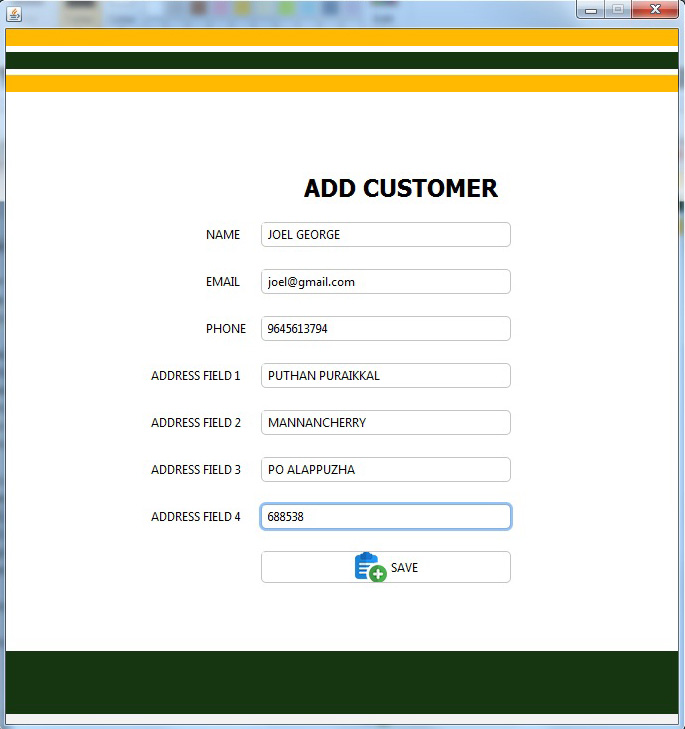 ADD CUSTOMER
NAME JOEL GEORGE
EMAIL joel@gmail.com
PHONE 9645613794
ADDRESS FIELD 1 PUTHAN PURAIKKAL
ADDRESS FIELD 2 MANNANCHERRY
ADDRESS FIELD 3 PO ALAPPUZHA
ADDRESS FIELD 4 688538
SAVE